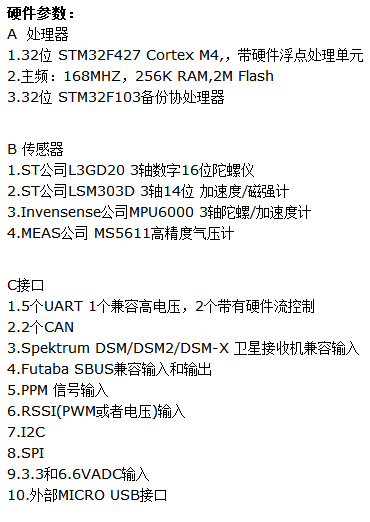 硬件参数：
A 处理器
1.32位 STM32F427 Cortex M4,，带硬件浮点处理单元
2.主频：168MHZ，256K RAM,2M Flash
3.32位 STM32F103备份协处理器
B 传感器
1.ST公司L3GD20 3轴数字16位陀螺仪
2.ST公司LSM303D 3轴14位 加速度/磁强计
3.Invensense公司MPU6000 3轴陀螺/加速度计
4.MEAS公司 MS5611高精度气压计
C接口
1.5个UART 1个兼容高电压，2个带有硬件流控制
2.2个CAN
3.Spektrum DSM/DSM2/DSM-X 卫星接收机兼容输入
4.Futaba SBUS兼容输入和输出
5.PPM 信号输入
6.RSSI(PWM或者电压)输入
7.I2C
8.SPI
9.3.3和6.6VADC输入
10.外部MICRO USB接口